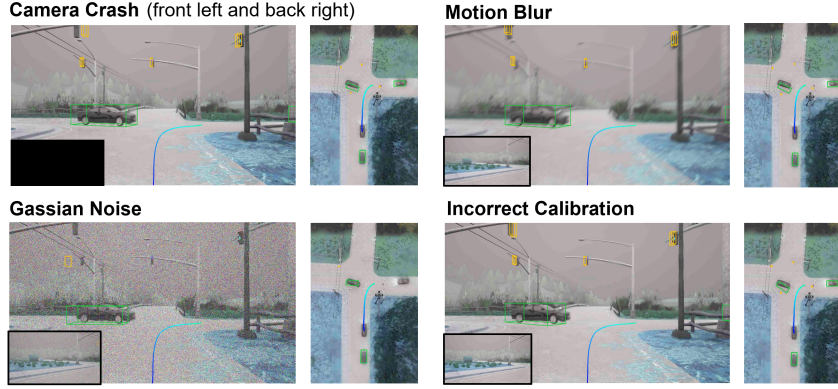 Camera Crash (front left and back right)
Motion Blur
Gassian Noise
Incorrect Calibration